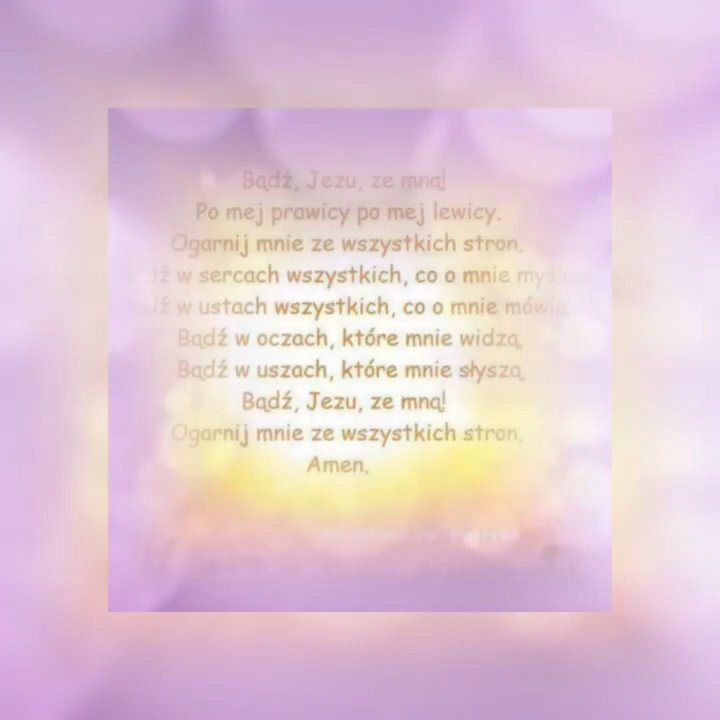 Bądź, Jezu, ze mną!
Po mej prawicy po mej lewicy.
Ogarnij mnie ze wszystkich stron.
w sercach wszystkich, co o mnie
w ustach wszystkich, co o mnie mówią,
Bądź w oczach, które mnie widzą,
Bądź w uszach, które mnie słyszą,
Bądź, Jezu, ze mną!
Ogarnij mnie ze wszystkich stron.
Amen.
Patryka